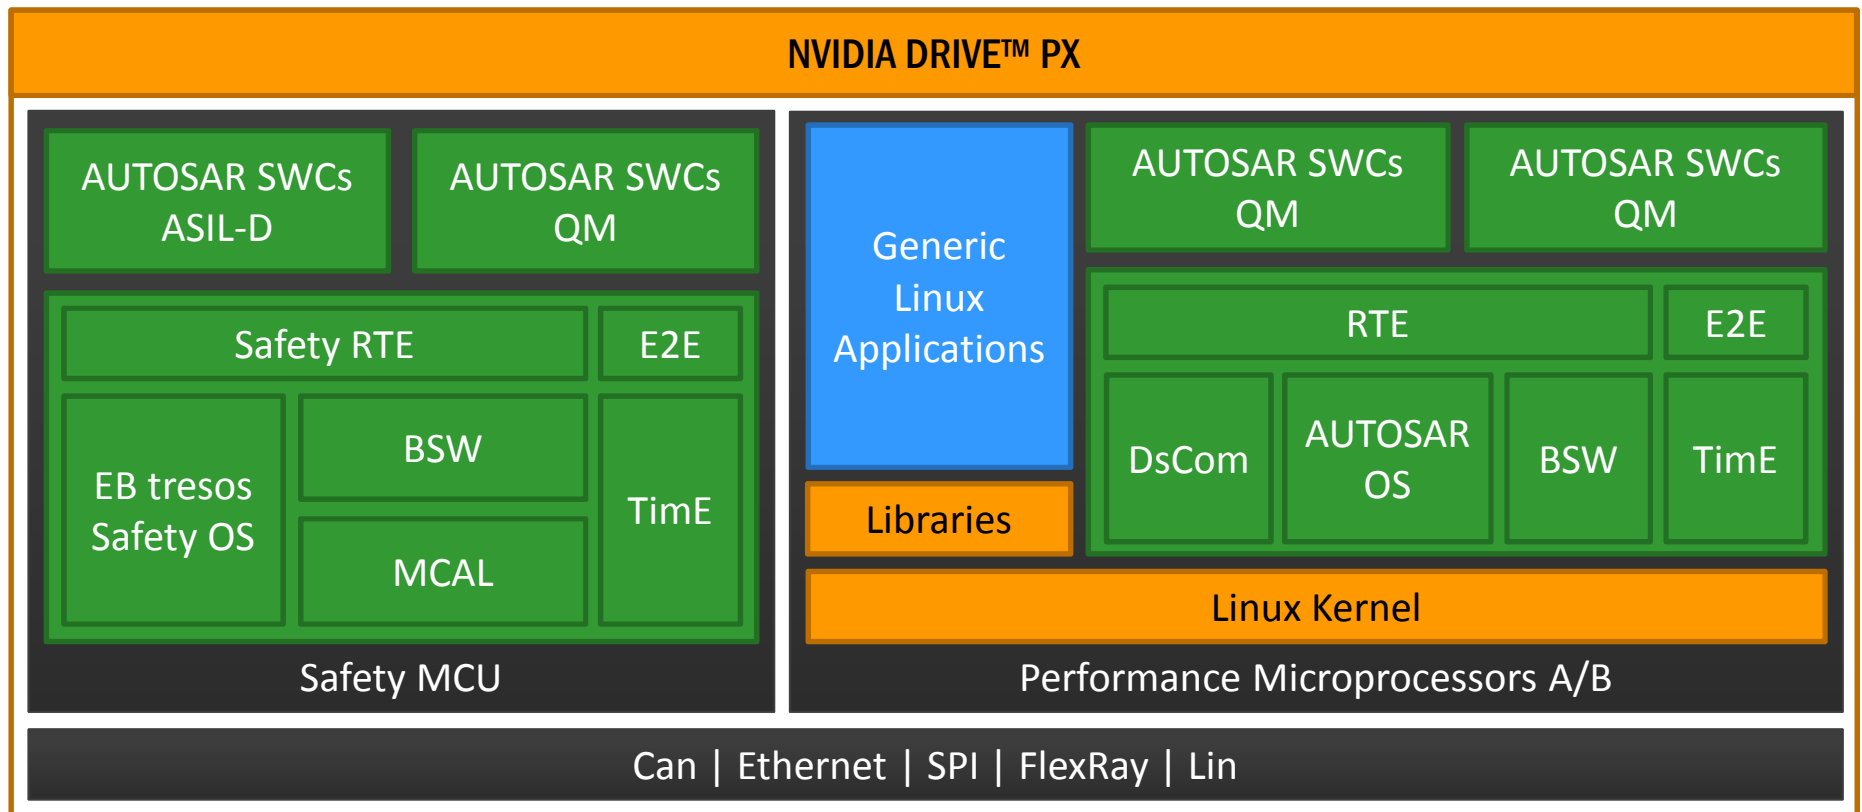 NVIDIA DRIVE™ PX
AUTOSAR SWCs
ASIL-D
AUTOSAR SWCs
QM
Safety RTE
E2E
EB tresos
Safety OS
BSW
MCAL
TimE
Safety MCU
Generic
Linux
Applications
Libraries
AUTOSAR SWCs
QM
AUTOSAR SWCs
QM
RTE
E2E
DsCom
AUTOSAR
OS
BSW
TimE
Linux Kernel
Performance Microprocessors A/B
Can | Ethernet | SPI | FlexRay | Lin